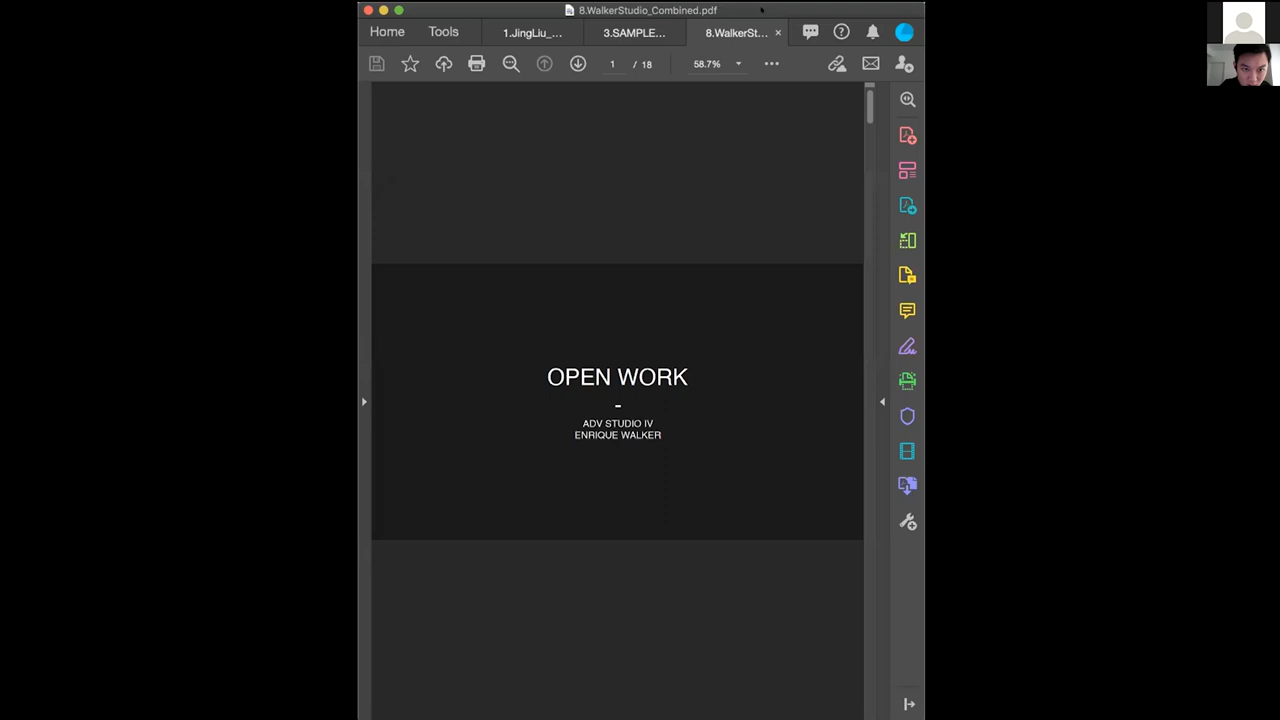 8.WalkerStudio_Combined.pdf
Home Tools 1.JingLiu_... 3.SAMPLE... 8.WalkerSt... ×
1 / 18 58.7%
OPEN WORK
-
ADV STUDIO IV
ENRIQUE WALKER